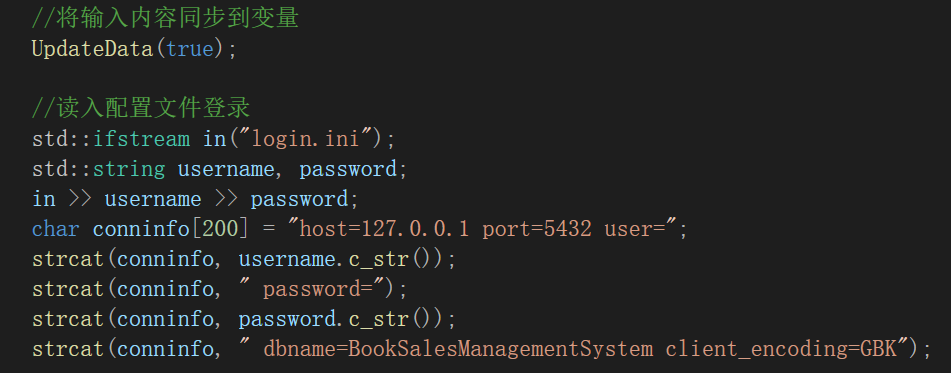 //将输入内容同步到变量
UpdateData(true);
//读入配置文件登录
std::ifstream in("login.ini");
std::string username, password;
in >> username >> password;
char conninfo[200] = "host=127.0.0.1 port=5432 user=";
strcat(conninfo, username.c_str());
strcat(conninfo, " password=");
strcat(conninfo, password.c_str());
strcat(conninfo, " dbname=BookSalesManagementSystem client_encoding=GBK");